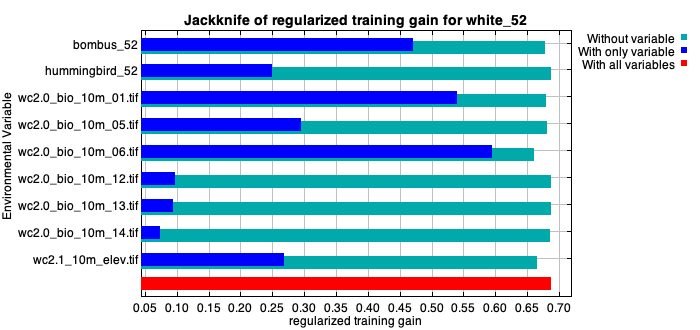 Jackknife of regularized training gain for white_52
Without variable
With only variable
With all variables
Environmental Variable
bombus_52
hummingbird_52
wc2.0_bio_10m_01.tif
wc2.0_bio_10m_05.tif
wc2.0_bio_10m_06.tif
wc2.0_bio_10m_12.tif
wc2.0_bio_10m_13.tif
wc2.0_bio_10m_14.tif
wc2.1_10m_elev.tif
0.05 0.10 0.15 0.20 0.25 0.30 0.35 0.40 0.45 0.50 0.55 0.60 0.65 0.70
regularized training gain